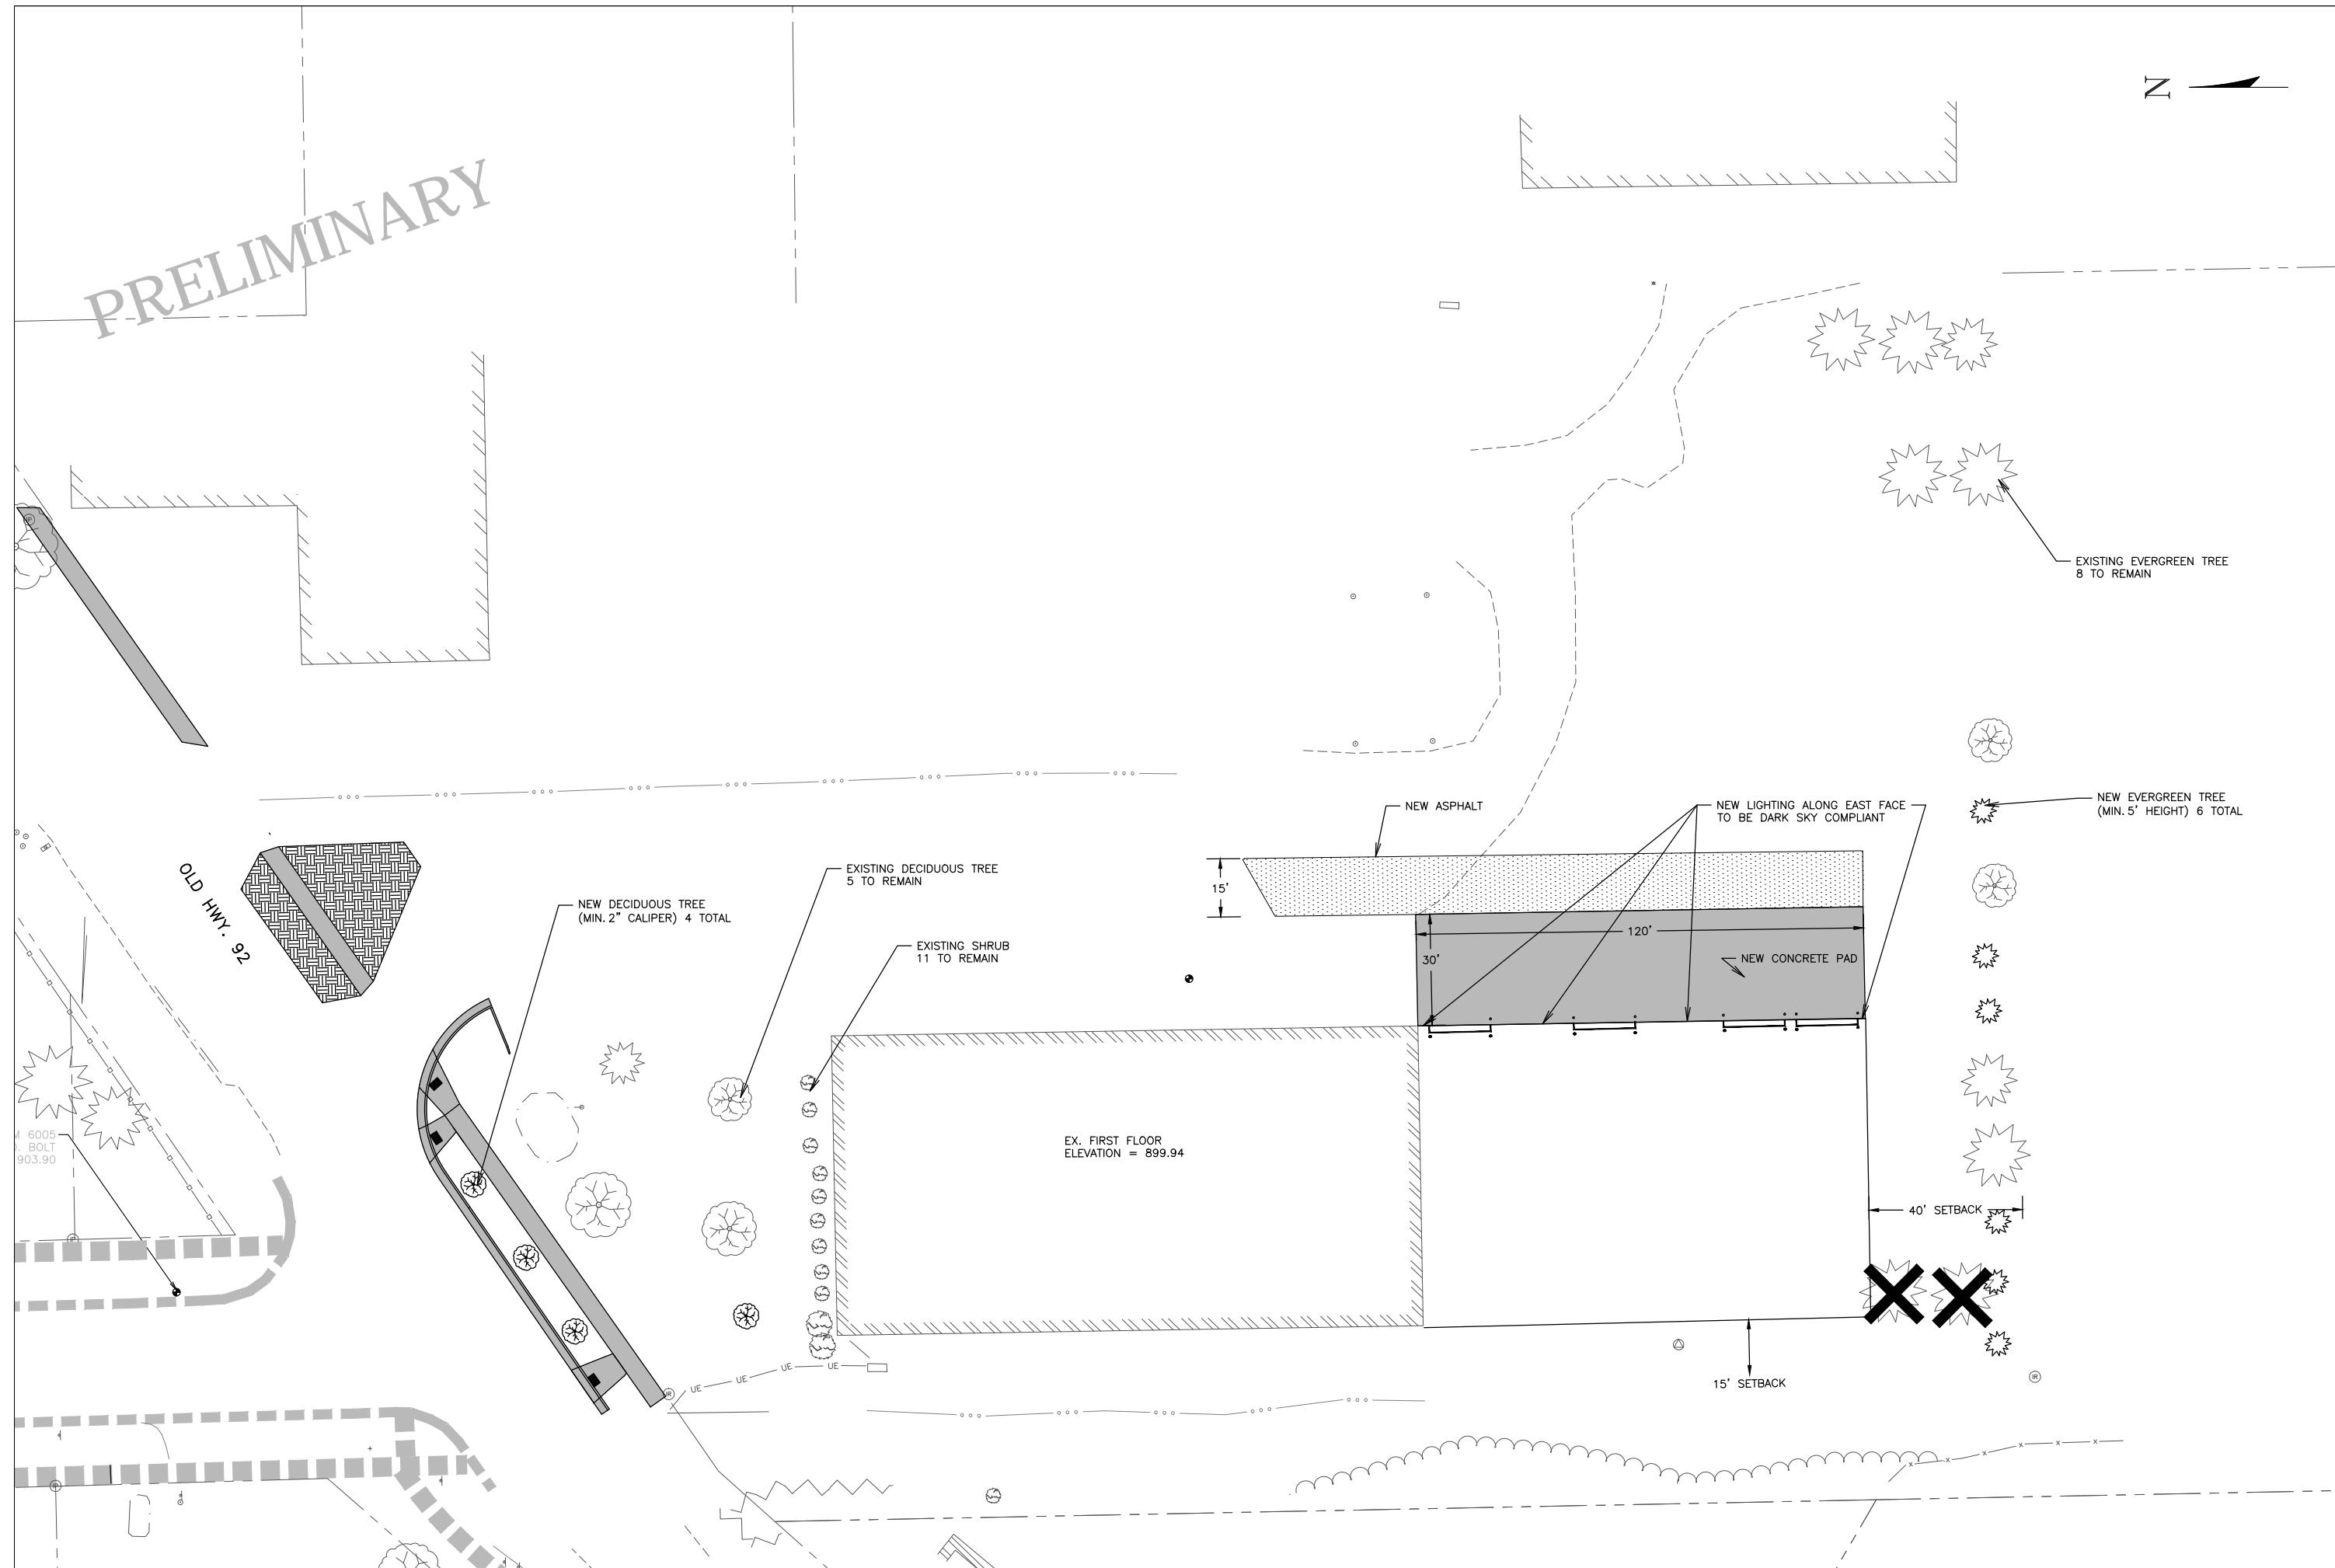 N
PRELIMINARY
EXISTING EVERGREEN TREE
8 TO REMAIN
NEW ASPHALT
NEW LIGHTING ALONG EAST FACE
TO BE DARK SKY COMPLIANT
NEW EVERGREEN TREE
(MIN. 5' HEIGHT) 6 TOTAL
OLD HWY. 92
EXISTING DECIDUOUS TREE
5 TO REMAIN
15'
NEW DECIDUOUS TREE
(MIN. 2" CALIPER) 4 TOTAL
EXISTING SHRUB
11 TO REMAIN
120'
30'
NEW CONCRETE PAD
6005
BOLT
903.90
EX. FIRST FLOOR
ELEVATION = 899.94
40' SETBACK
UE
UE
UE
UE
15' SETBACK